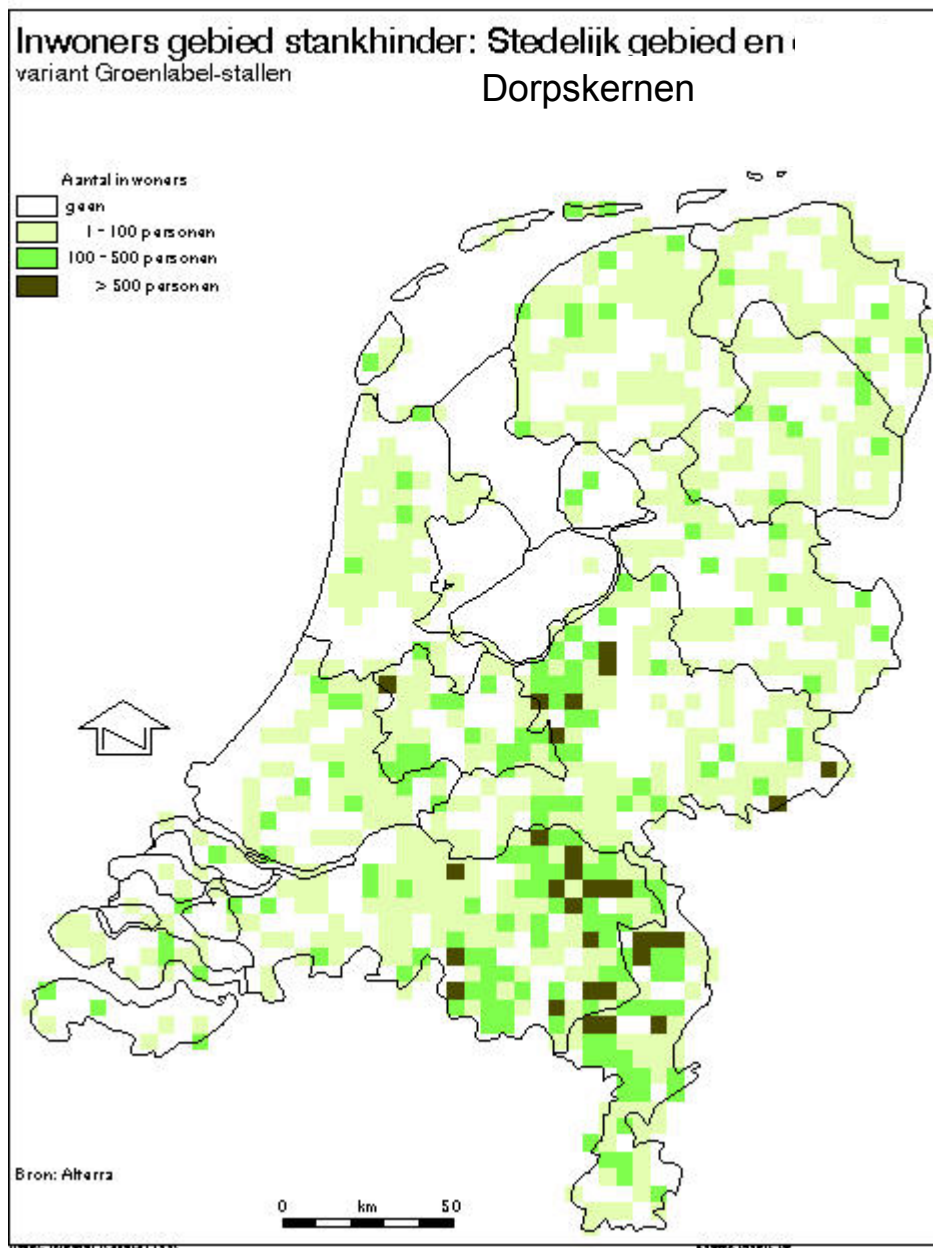 Inwoners gebied stankhinder: Stedelijk gebied en
variant Groenlabel-stallen
Dorpskernen
Aantal inwoners
geen
1 - 100 personen
100 - 500 personen
> 500 personen
Bron: Alterra
0 km 50